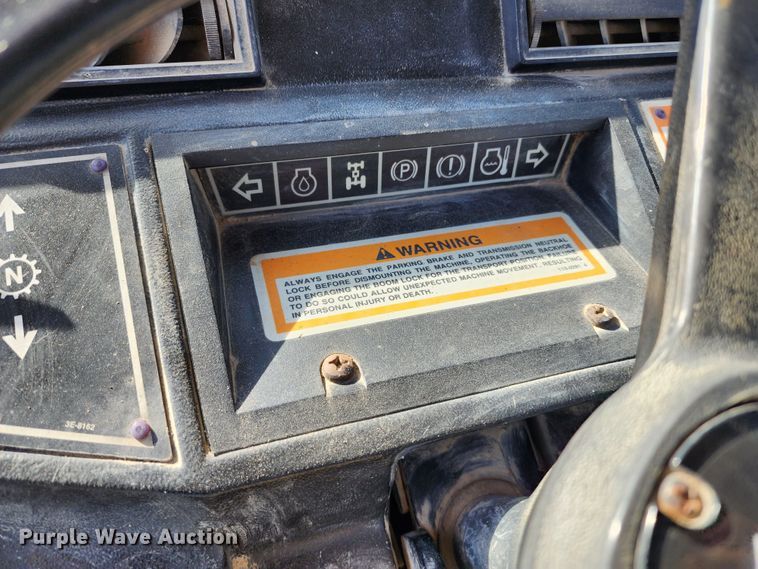 P
WARNING
ALWAYS ENGAGE THE PARKING BRAKE AND TRANSMISSION NEUTRAL
LOCK BEFORE DISMOUNTING THE MACHINE, OPERATING THE BACKHOE
OR ENGAGING THE BOOM LOCK FOR THE TRANSPORT POSITION. FAILURE
TO DO SO COULD ALLOW UNEXPECTED MACHINE MOVEMENT, RESULTING
IN PERSONAL INJURY OR DEATH.
N
3E-8162
Purple Wave Auction